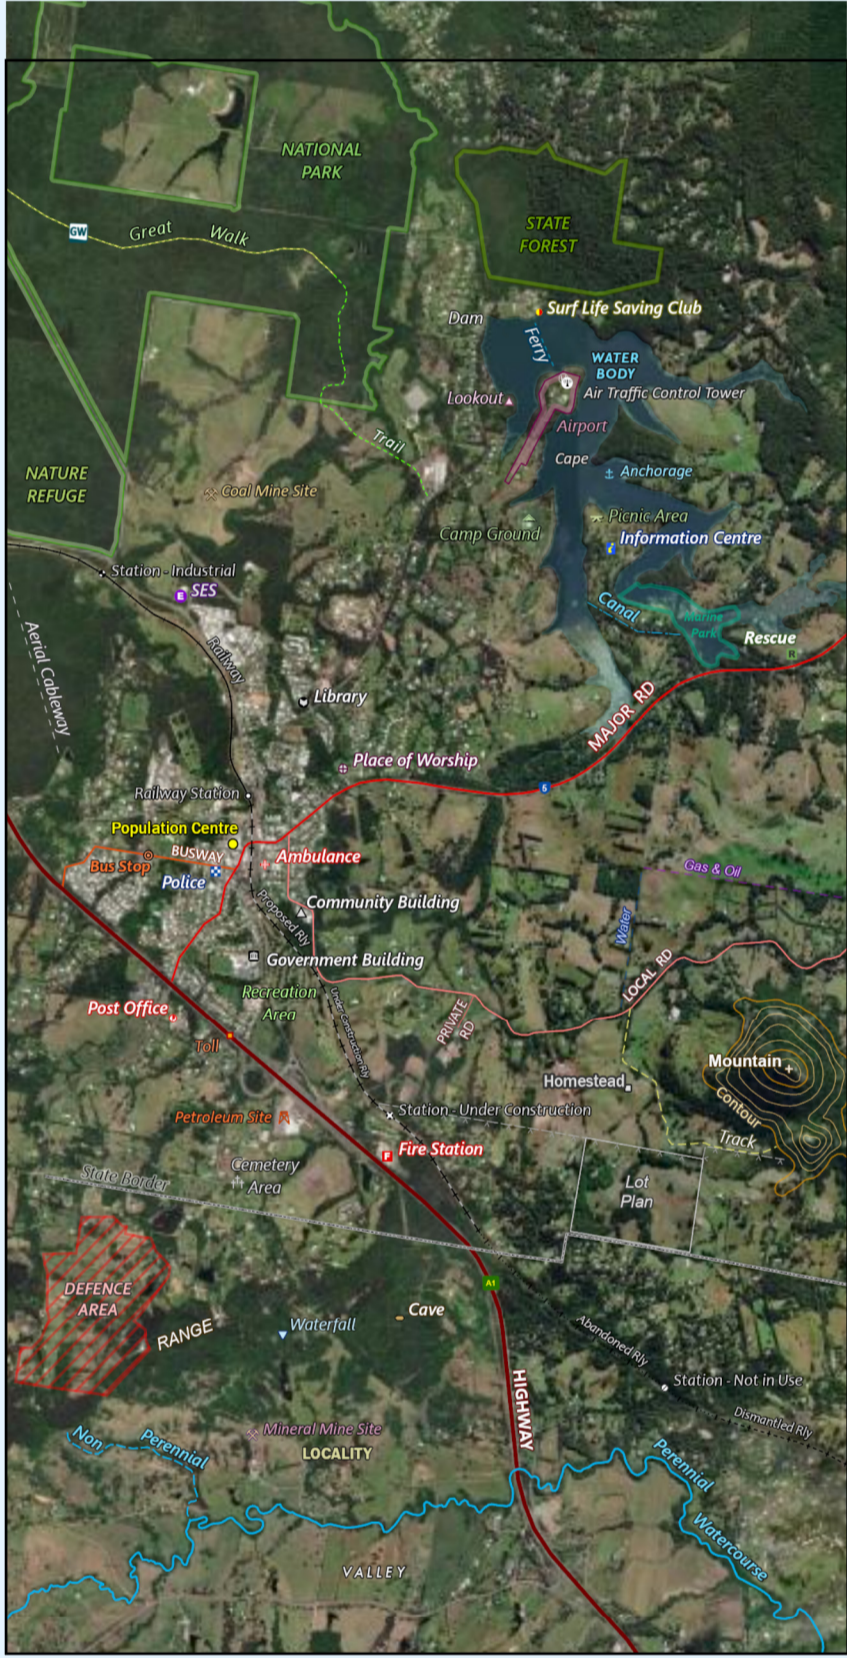 NATIONAL
PARK
GW
Great Walk
STATE
FOREST
Surf Life Saving Club
Dam
Ferry
WATER
BODY
Air Traffic Control Tower
Lookout
Airport
Trail
Cape
Anchorage
NATURE
REFUGE
Coal Mine Site
Picnic Area
Camp Ground
Information Centre
Station - Industrial
E
SES
Canal
Marine
Park
Rescue
R
Aerial Cableway
Railway
Library
MAJOR RD
Place of Worship
5
Railway Station
Population Centre
BUSWAY
Bus Stop
Ambulance
Police
Gas & Oil
Proposed Rly
Community Building
Water
Government Building
LOCAL RD
Recreation
Area
Under Construction Rly
PRIVATE
RD
Post Office
Toll
Mountain
Homestead
Contour
Petroleum Site
Station - Under Construction
Track
F
Fire Station
Cemetery
Area
State Border
Lot
Plan
DEFENCE
AREA
A1
RANGE
Cave
Waterfall
Abandoned Rly
Station - Not in Use
HIGHWAY
Dismantled Rly
Mineral Mine Site
Non Perennial
LOCALITY
Perennial
Watercourse
VALLEY